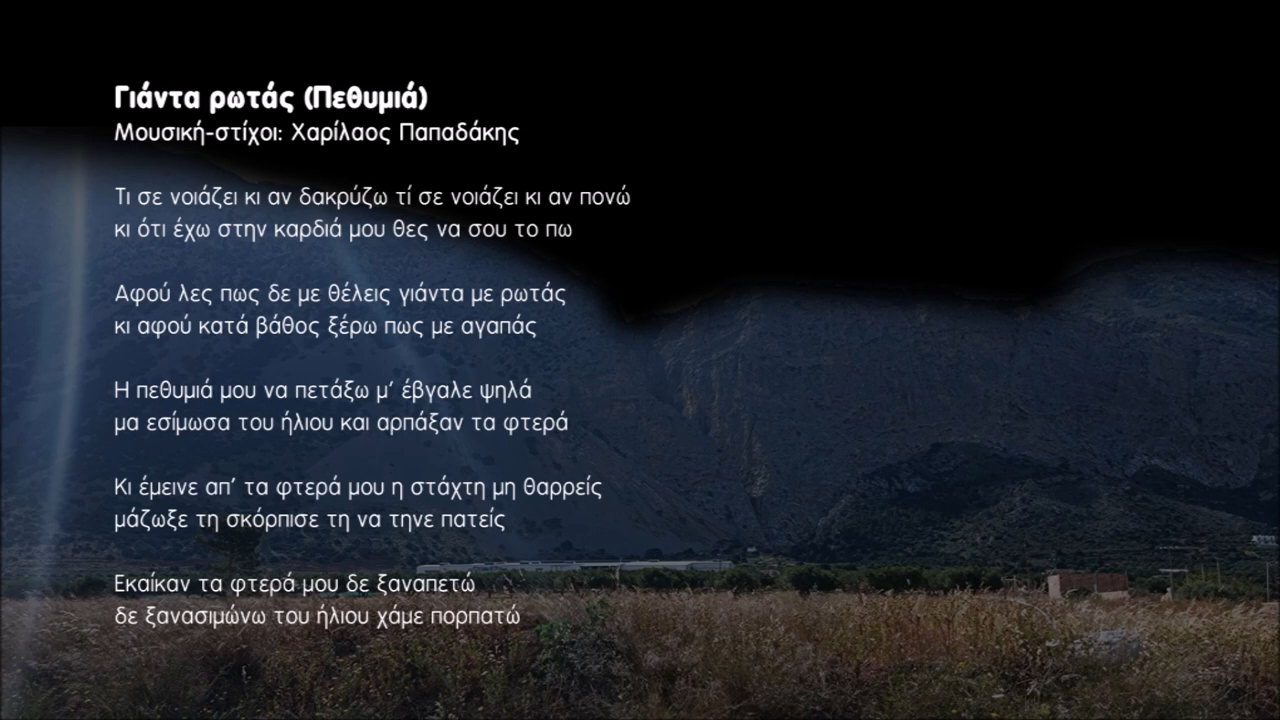 Γιάντα ρωτάς (Πεθυμιά)
Μουσική-στίχοι: Χαρίλαος Παπαδάκης
Τι σε νοιάζει κι αν δακρύζω τί σε νοιάζει κι αν πονώ
κι ότι έχω στην καρδιά μου θες να σου το πω
Αφού λες πως δε με θέλεις γιάντα με ρωτάς
κι αφού κατά βάθος ξέρω πως με αγαπάς
Η πεθυμιά μου να πετάξω μ’ έβγαλε ψηλά
μα εσίμωσα του ήλιου και αρπάξαν τα φτερά
Κι έμεινε απ’ τα φτερά μου η στάχτη μη θαρρείς
μάζωξε τη σκόρπισε τη να τηνε πατείς
Εκαίκαν τα φτερά μου δε ξαναπετώ
δε ξανασιμώνω του ήλιου χάμε πορπατώ